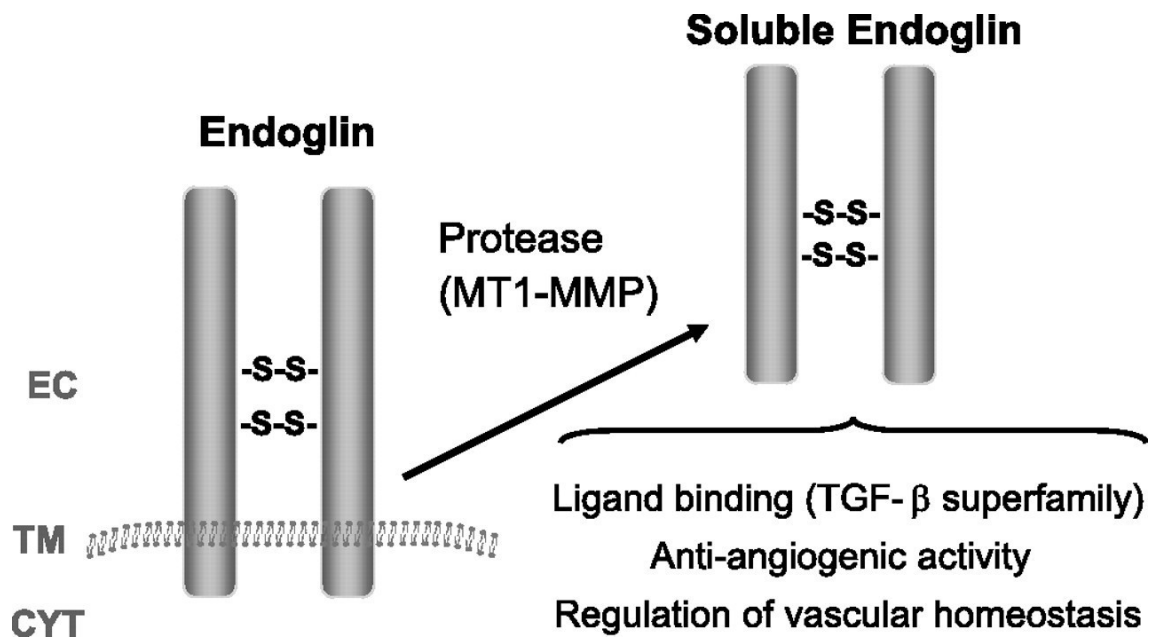 Soluble Endoglin
Endoglin
Protease
(MT1-MMP)
-S-S-
-S-S-
-S-S-
-S-S-
EC
TM
CYT
Ligand binding (TGF- β superfamily)
Anti-angiogenic activity
Regulation of vascular homeostasis